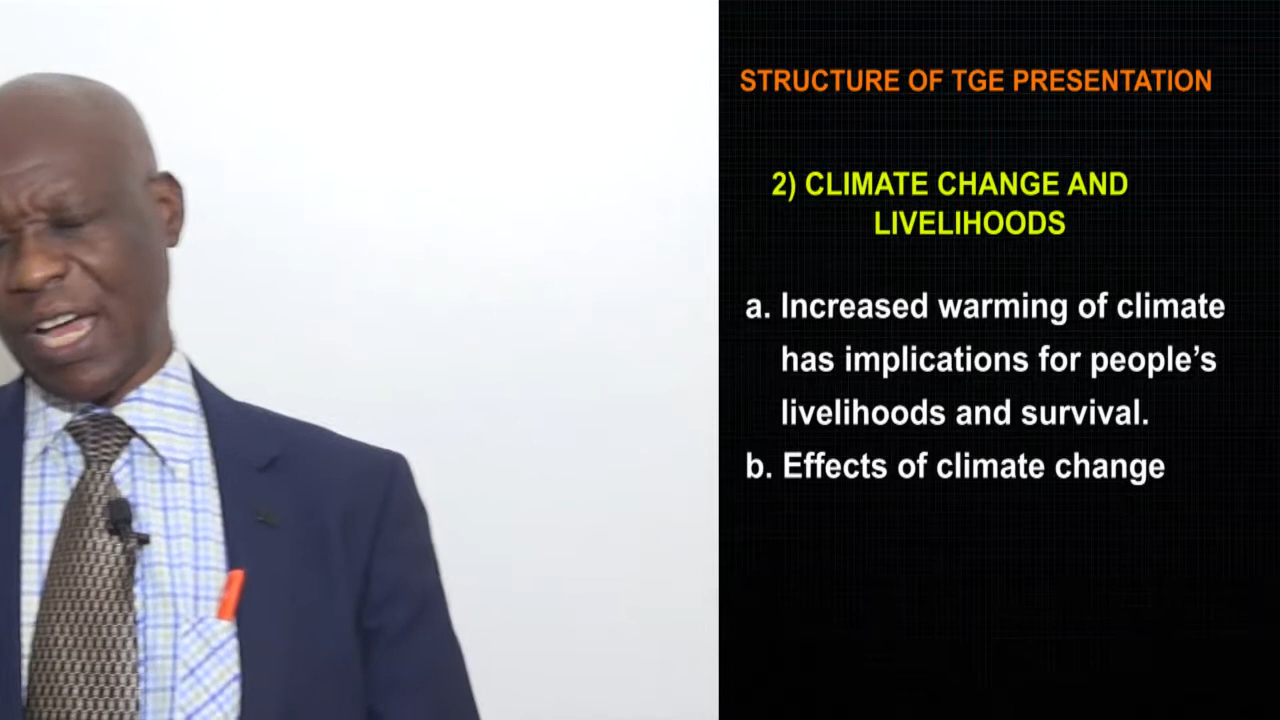 STRUCTURE OF TGE PRESENTATION
2) CLIMATE CHANGE AND
LIVELIHOODS
a. Increased warming of climate
has implications for people’s
livelihoods and survival.
b. Effects of climate change